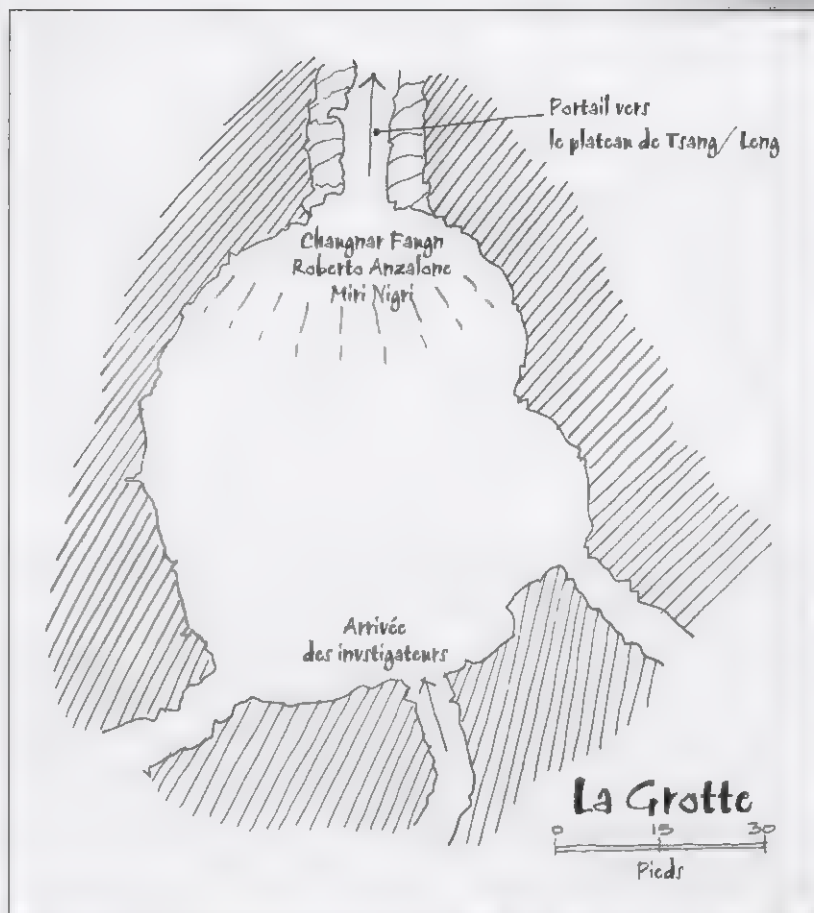 Portail vers
le plateau de Tsang/Leng
Chaugnar Faugn
Roberto Anzalone
Miri Nigri
Arrivée
des invstigateurs
La Grotte
0 15 30
Pieds